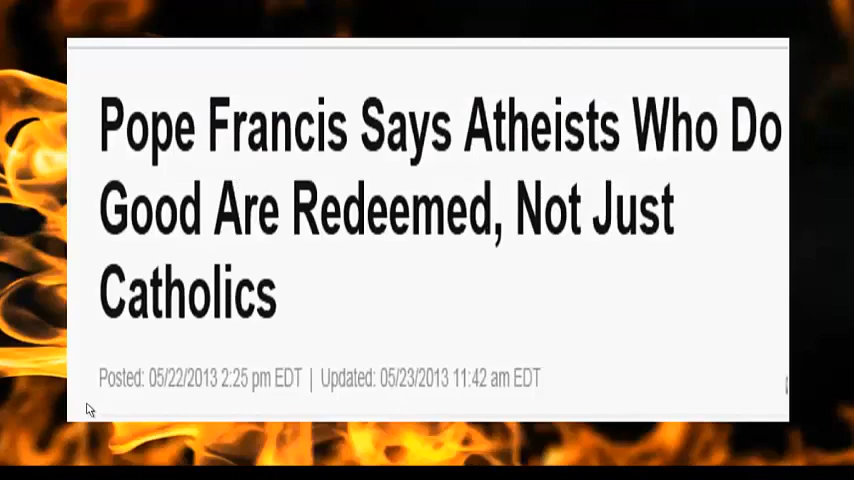 Pope Francis Says Atheists Who Do
Good Are Redeemed, Not Just
Catholics
Posted: 05/22/2013 2:25 pm EDT | Updated: 05/23/2013 11:42 am EDT